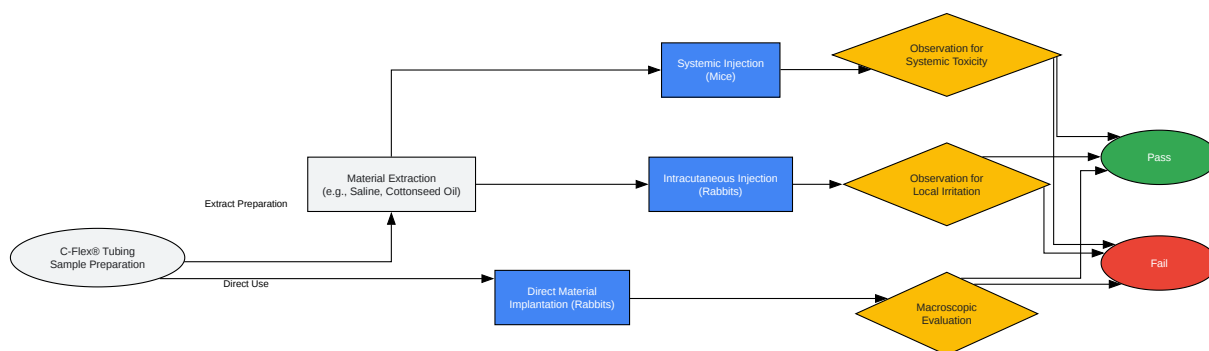 Systemic Injection
(Mice)
Observation for
Systemic Toxicity
Pass
Material Extraction
(e.g., Saline, Cottonseed Oil)
Intracutaneous Injection
(Rabbits)
Observation for
Local Irritation
Extract Preparation
C-Flex® Tubing
Sample Preparation
Fail
Direct Use
Direct Material
Implantation (Rabbits)
Macroscopic
Evaluation